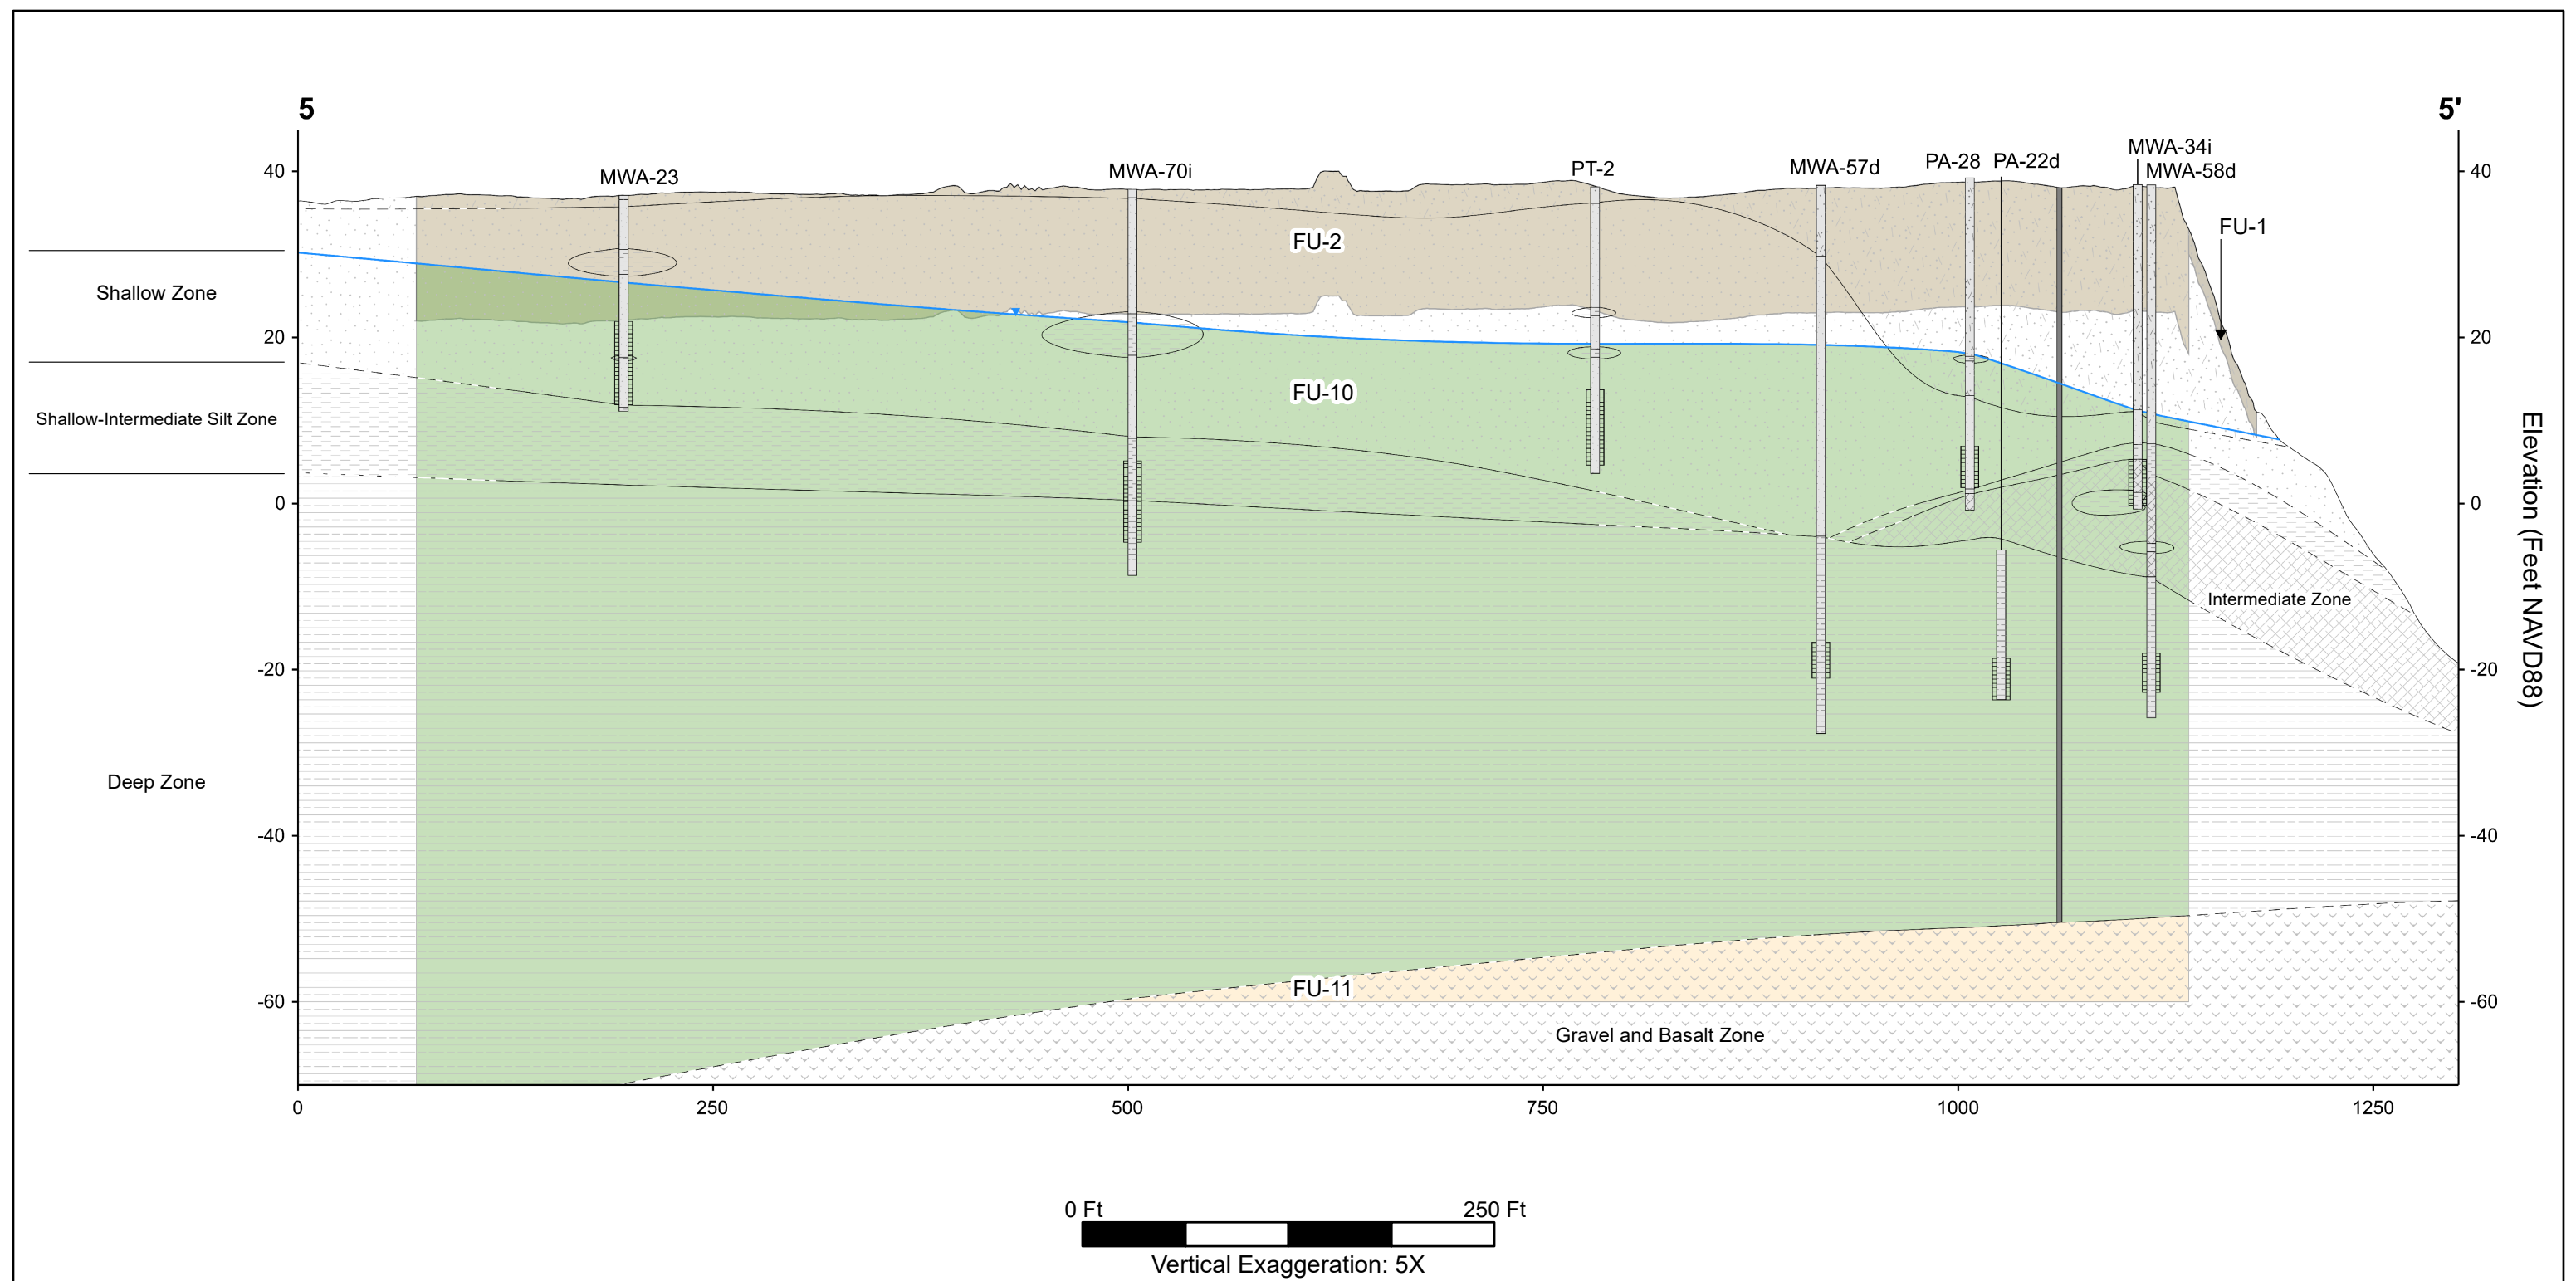 5
5'
MWA-34i
MWA-23
MWA-70i
PT-2
MWA-57d
PA-28
PA-22d
MWA-58d
40
40
FU-1
FU-2
Shallow Zone
20
20
FU-10
Shallow-Intermediate Silt Zone
0
0
Elevation (Feet NAVD88)
Intermediate Zone
-20
-20
Deep Zone
-40
-40
FU-11
-60
-60
Gravel and Basalt Zone
0
250
500
750
1000
1250
0 Ft
250 Ft
Vertical Exaggeration: 5X